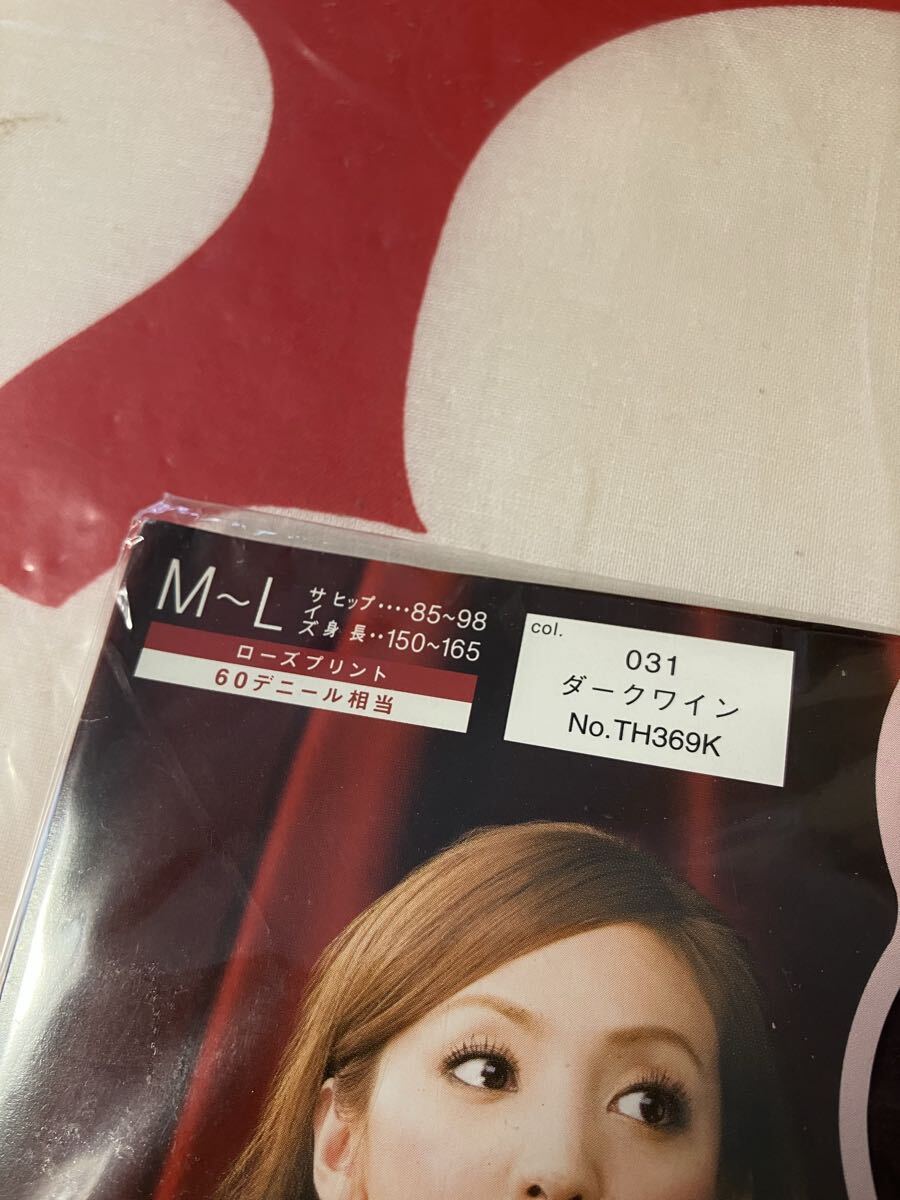 M~L
サイズ
ヒップ‥‥85~98
身長‥150~165
ローズプリント
60デニール相当
col.
031
ダークワイン
No.TH369K